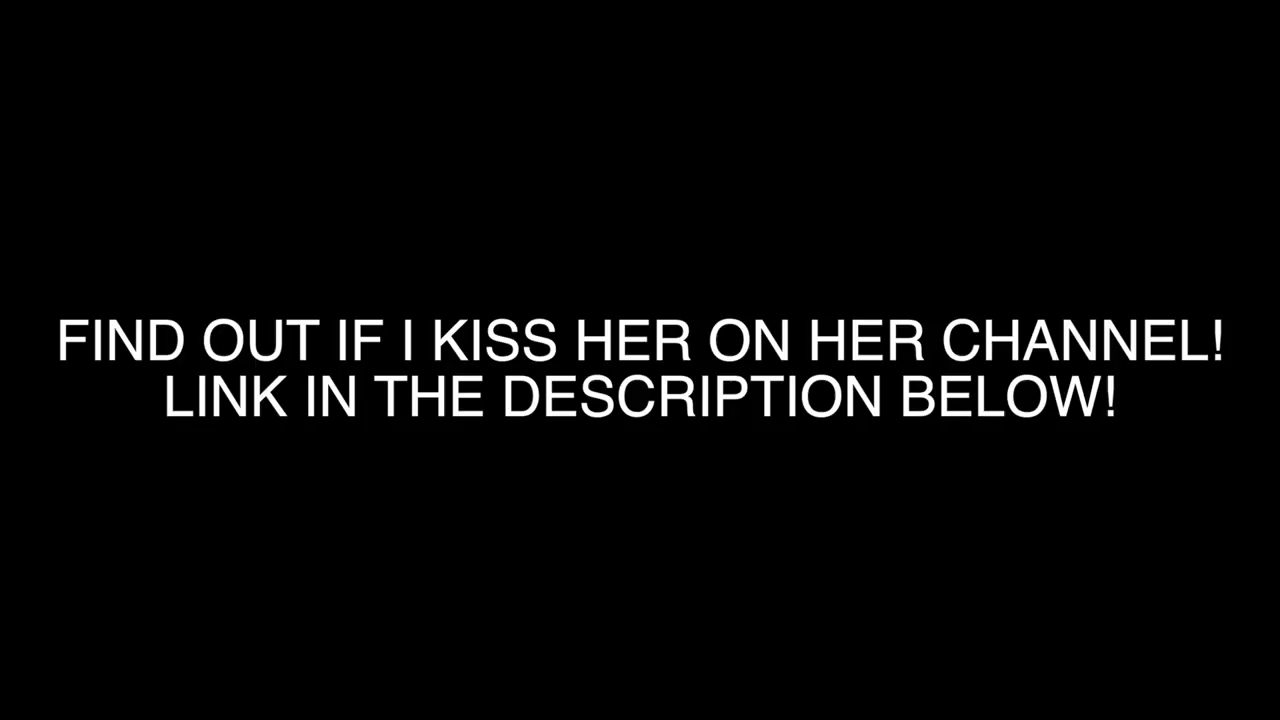 FIND OUT IF I KISS HER ON HER CHANNEL!
LINK IN THE DESCRIPTION BELOW!